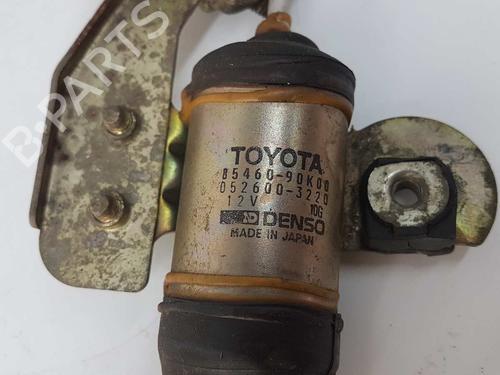 B-PARTS
TOYOTA
85460-90K00
052600-3220
12V 10G
DENSO
MADE IN JAPAN